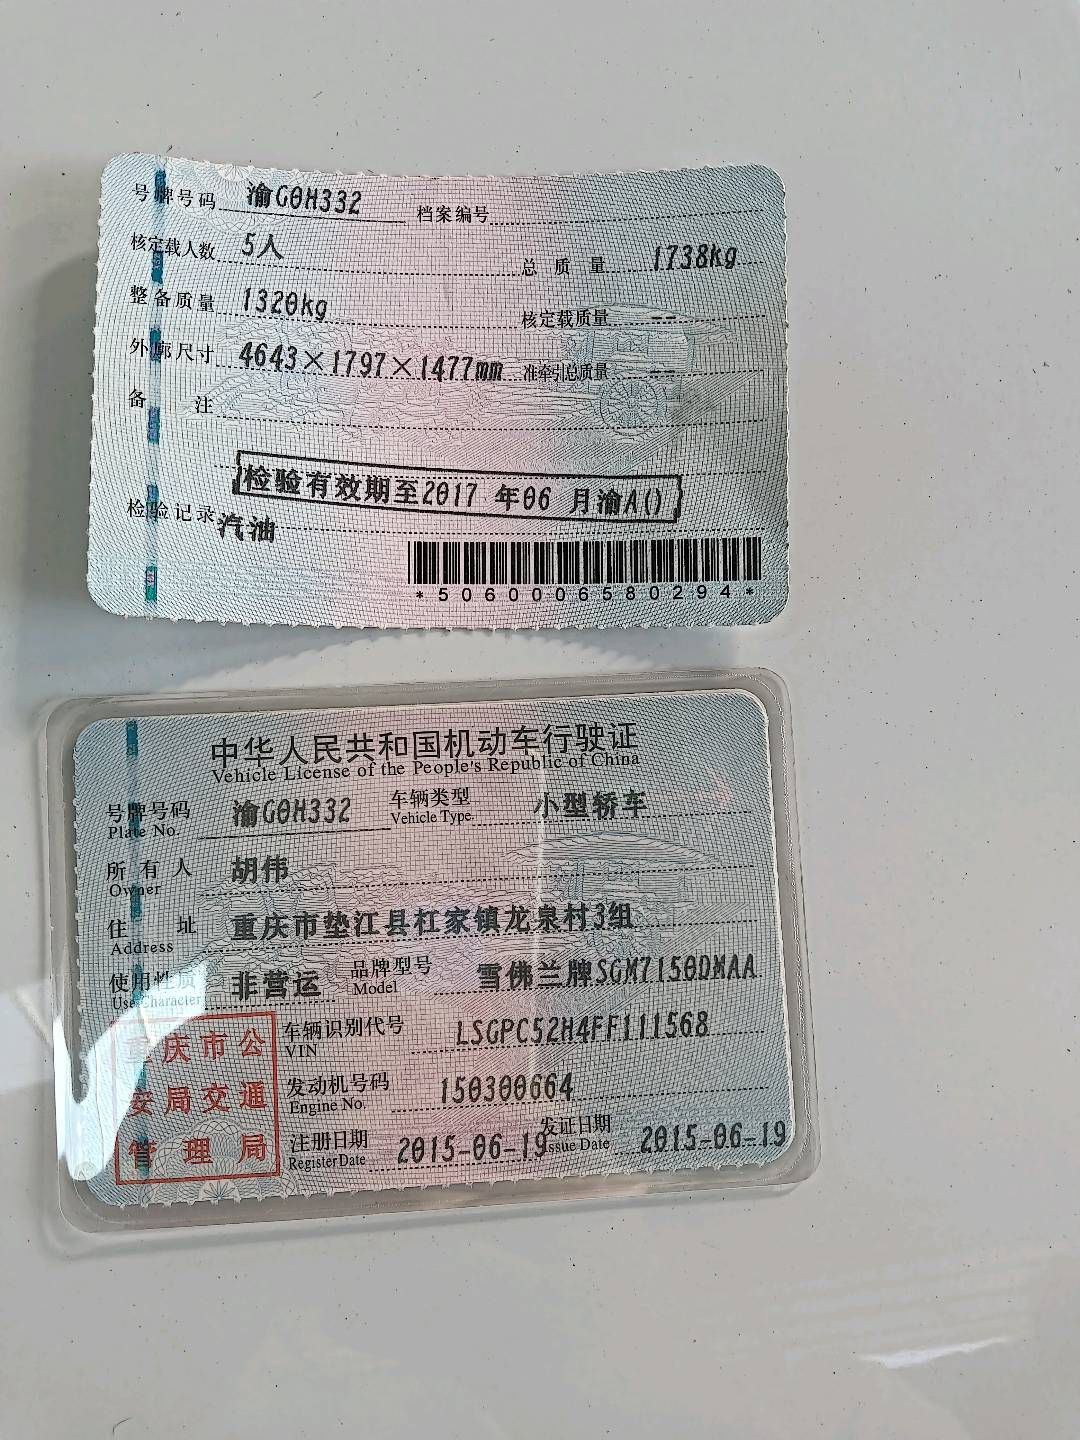 号牌号码 渝G0H332 档案编号
核定载人数 5人 总质量 1738kg
整备质量 1320kg 核定载质量 --
外廓尺寸 4643×1797×1477mm 准牵引总质量 --
备注
检验有效期至2017 年06 月渝A()
检验记录 汽油
*5060006580294*
中华人民共和国机动车行驶证
Vehicle License of the People's Republic of China
号牌号码 渝G0H332 车辆类型 小型轿车
Plate No. Vehicle Type
所有人 胡伟
Owner
住址 重庆市垫江县杠家镇龙泉村3组
Address
使用性质 非营运 品牌型号 雪佛兰牌SGM7150DMAA
Use Character Model
车辆识别代号 LSGPC52H4FF111568
VIN
发动机号码 150300664
Engine No.
注册日期 2015-06-19 发证日期 2015-06-19
Register Date Issue Date
重庆市公
安局交通
管理局